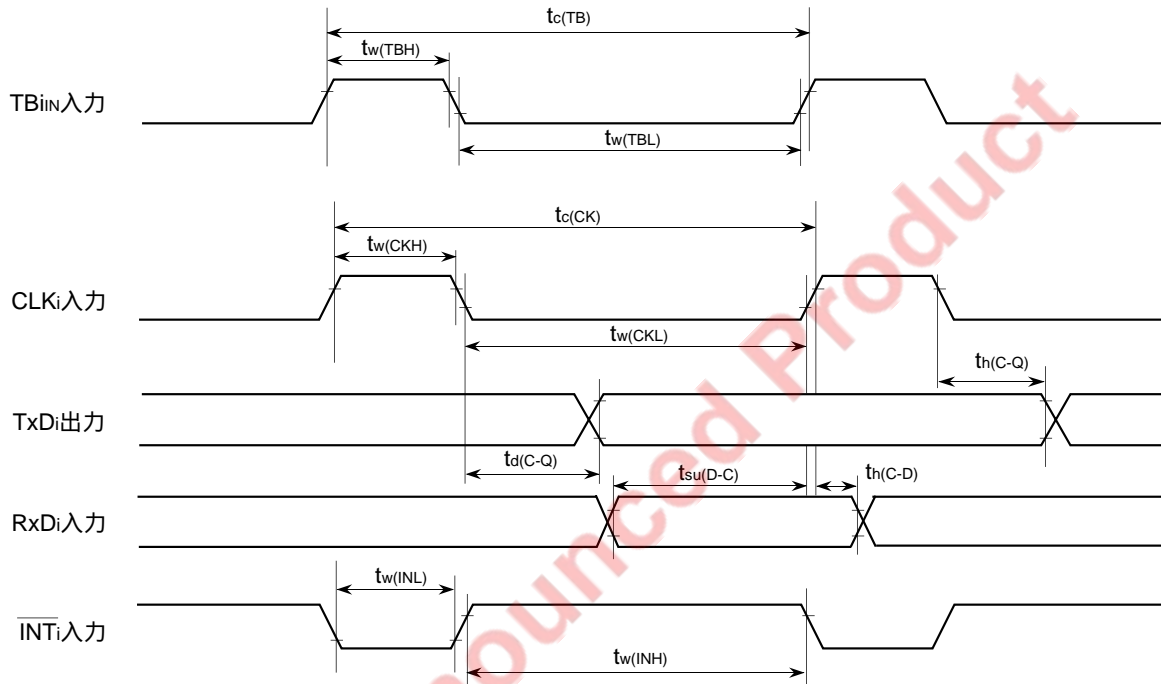 tc(TB)
tw(TBH)
TBiIN入力
tw(TBL)
tc(CK)
tw(CKH)
CLKi入力
tw(CKL)
th(C-Q)
TxDi出力
td(C-Q)
tsu(D-C)
th(C-D)
RxDi入力
tw(INL)
INTi入力
tw(INH)
ounced Product